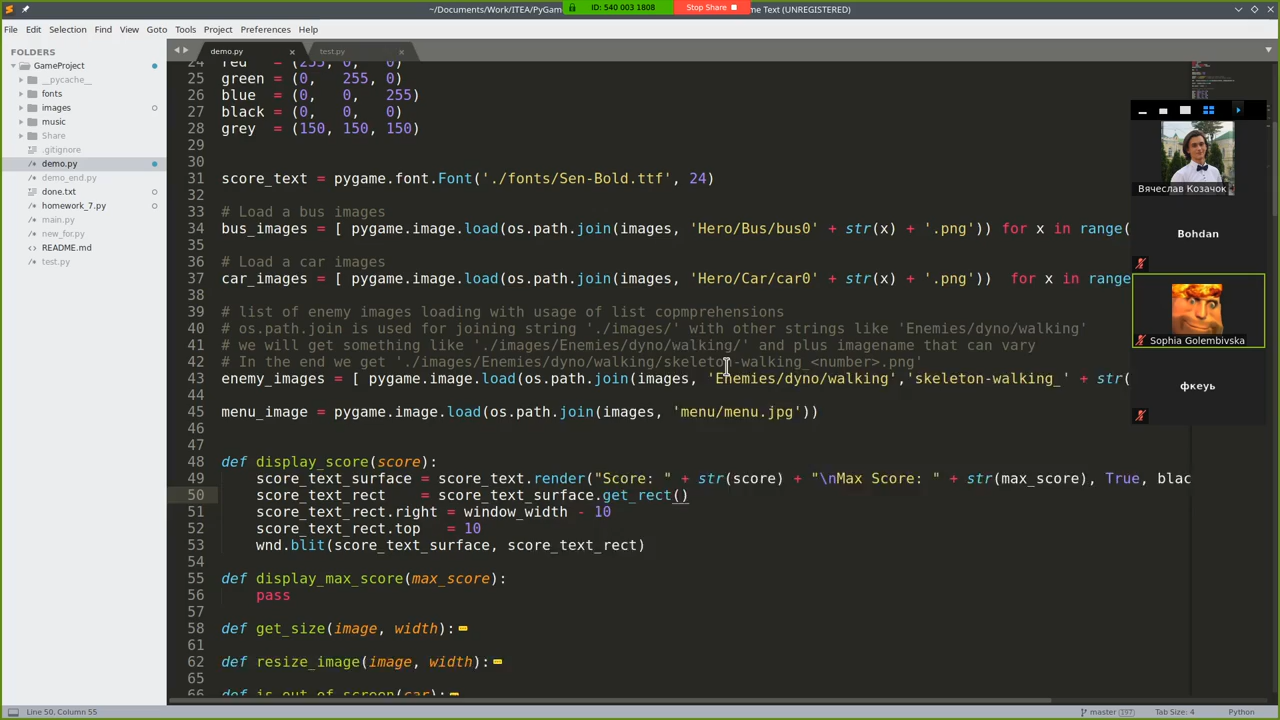 ~/Documents/Work/ITEA/PyGam
ID: 540 003 1808
Stop Share
me Text (UNREGISTERED)
File Edit Selection Find View Goto Tools Project Preferences Help
FOLDERS
GameProject
__pycache__
fonts
images
music
Share
.gitignore
demo.py
demo_end.py
done.txt
homework_7.py
main.py
new_for.py
README.md
test.py
demo.py
test.py
24 red = (255, 0, 0)
25 green = (0, 255, 0)
26 blue = (0, 0, 255)
27 black = (0, 0, 0)
28 grey = (150, 150, 150)
29
30
31 score_text = pygame.font.Font('./fonts/Sen-Bold.ttf', 24)
32
33 # Load a bus images
34 bus_images = [ pygame.image.load(os.path.join(images, 'Hero/Bus/bus0' + str(x) + '.png')) for x in range(
35
36 # Load a car images
37 car_images = [ pygame.image.load(os.path.join(images, 'Hero/Car/car0' + str(x) + '.png')) for x in range
38
39 # list of enemy images loading with usage of list copmprehensions
40 # os.path.join is used for joining string './images/' with other strings like 'Enemies/dyno/walking'
41 # we will get something like './images/Enemies/dyno/walking/' and plus imagename that can vary
42 # In the end we get './images/Enemies/dyno/walking/skeleton-walking_<number>.png'
43 enemy_images = [ pygame.image.load(os.path.join(images, 'Enemies/dyno/walking','skeleton-walking_' + str(
44
45 menu_image = pygame.image.load(os.path.join(images, 'menu/menu.jpg'))
46
47
48 def display_score(score):
49 score_text_surface = score_text.render("Score: " + str(score) + "\nMax Score: " + str(max_score), True, blac
50 score_text_rect = score_text_surface.get_rect()
51 score_text_rect.right = window_width - 10
52 score_text_rect.top = 10
53 wnd.blit(score_text_surface, score_text_rect)
54
55 def display_max_score(max_score):
56 pass
57
58 def get_size(image, width):
61
62 def resize_image(image, width):
65
66 def is_out_of_screen(car):
Вячеслав Козачок
Bohdan
Sophia Golembivska
фкеуь
Line 50, Column 55
master 197
Tab Size: 4
Python